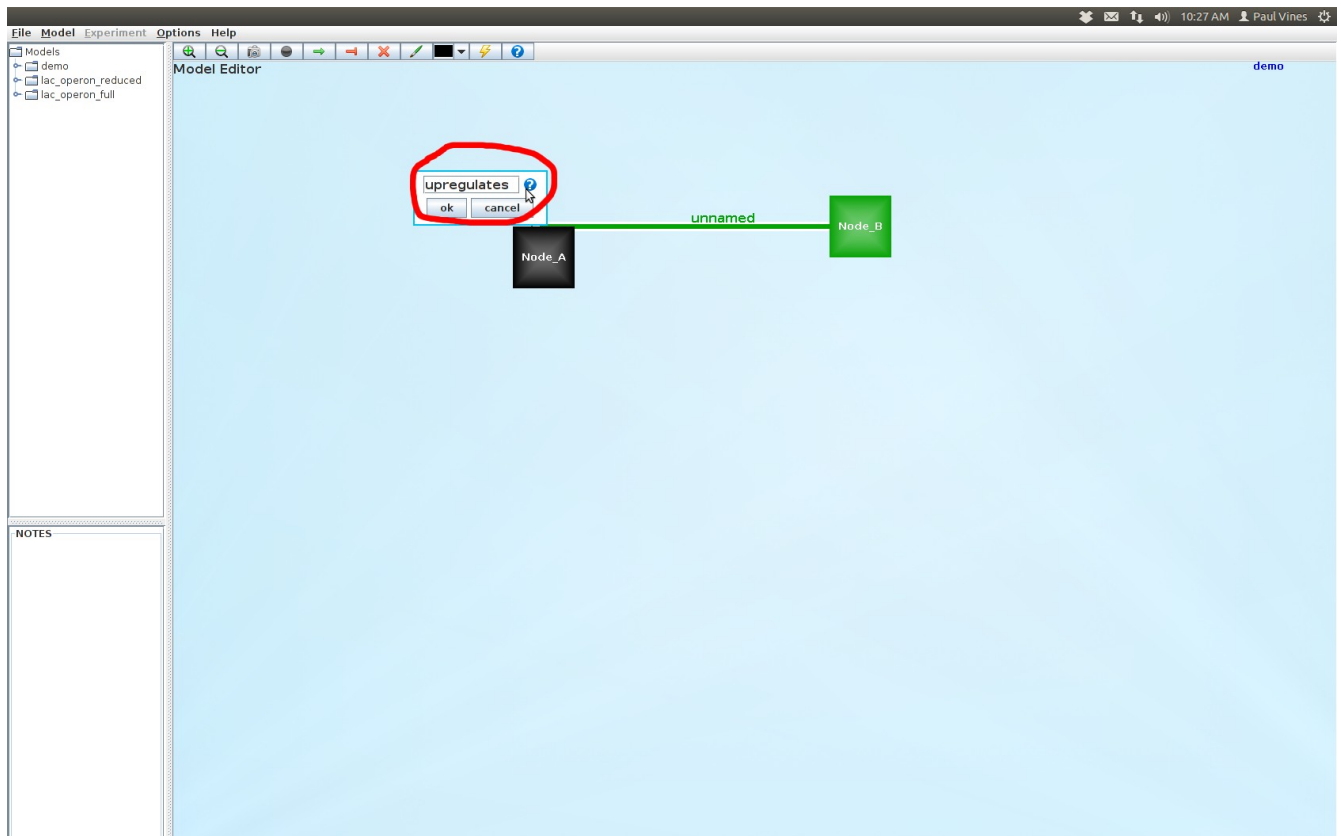 10:27 AM Paul Vines
File Model Experiment Options Help
Models
demo
lac_operon_reduced
lac_operon_full
Model Editor
demo
upregulates
ok cancel
unnamed
Node_A
Node_B
NOTES